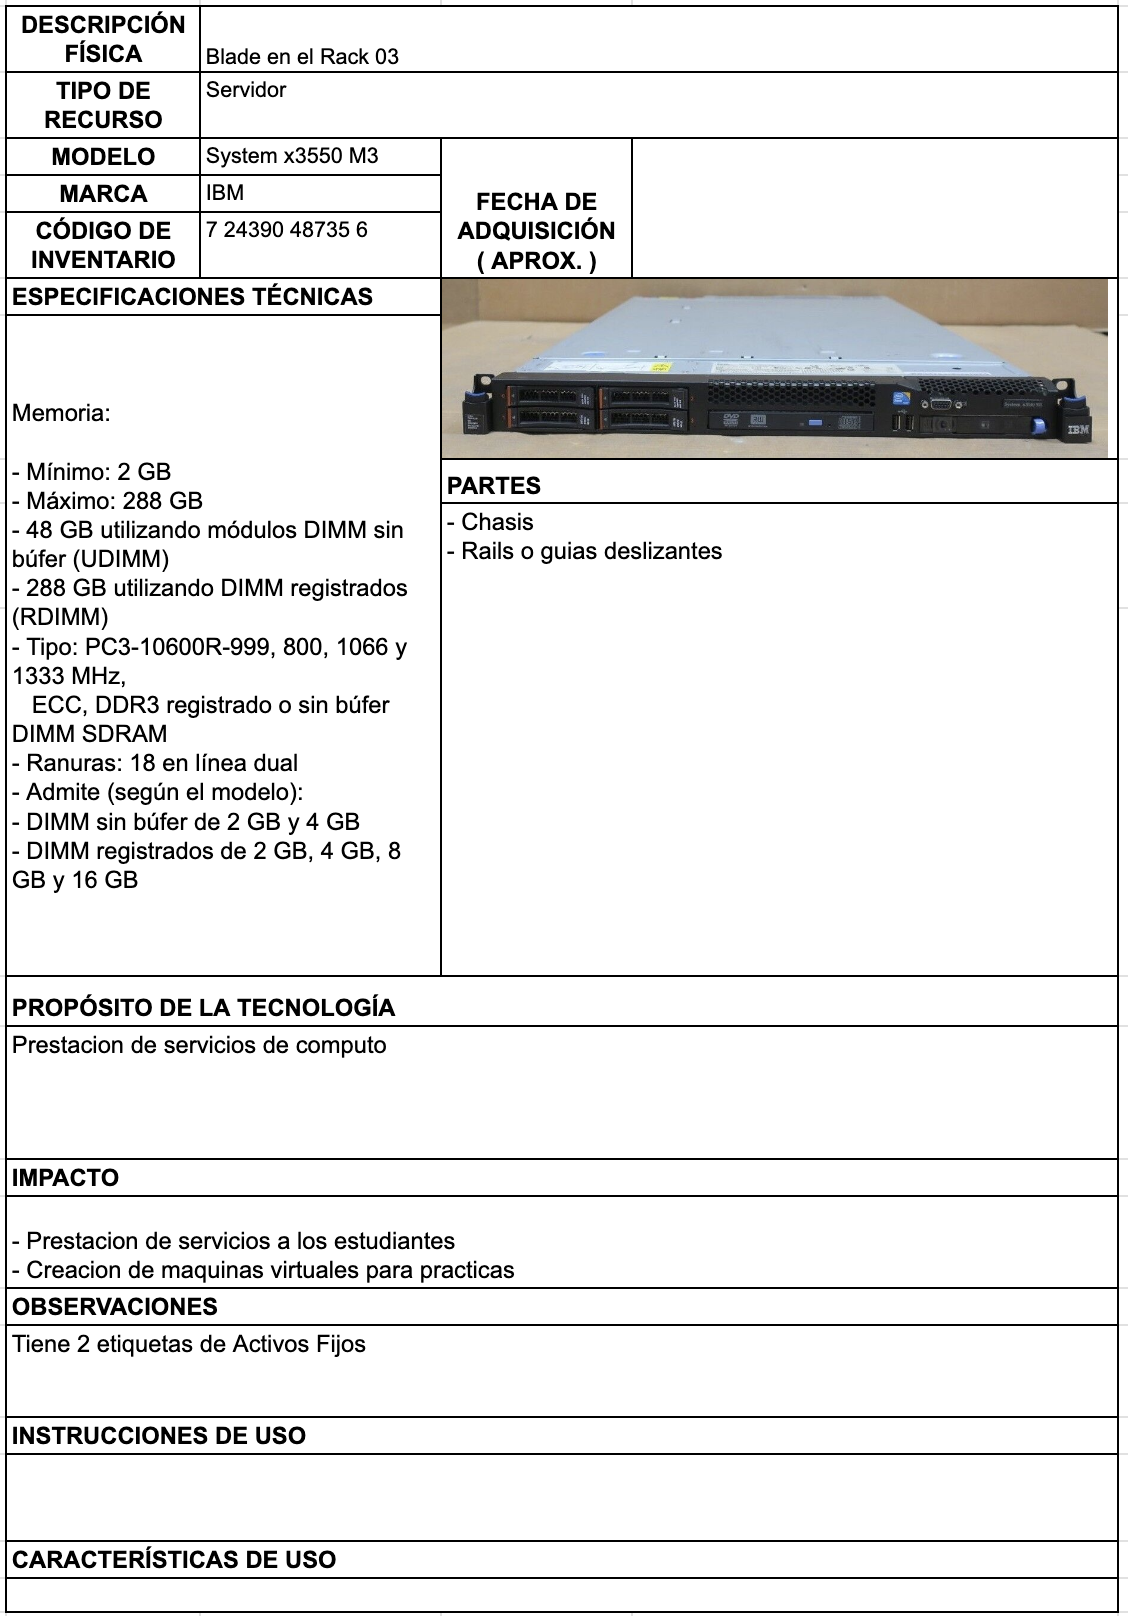 DESCRIPCIÓN
FÍSICA
Blade en el Rack 03
TIPO DE
RECURSO
Servidor
MODELO
System x3550 M3
MARCA
IBM
CÓDIGO DE
INVENTARIO
7 24390 48735 6
FECHA DE
ADQUISICIÓN
( APROX. )
ESPECIFICACIONES TÉCNICAS
Memoria:
- Mínimo: 2 GB
- Máximo: 288 GB
- 48 GB utilizando módulos DIMM sin
búfer (UDIMM)
- 288 GB utilizando DIMM registrados
(RDIMM)
- Tipo: PC3-10600R-999, 800, 1066 y
1333 MHz,
ECC, DDR3 registrado o sin búfer
DIMM SDRAM
- Ranuras: 18 en línea dual
- Admite (según el modelo):
- DIMM sin búfer de 2 GB y 4 GB
- DIMM registrados de 2 GB, 4 GB, 8
GB y 16 GB
DVD
IBM
PARTES
- Chasis
- Rails o guias deslizantes
PROPÓSITO DE LA TECNOLOGÍA
Prestacion de servicios de computo
IMPACTO
- Prestacion de servicios a los estudiantes
- Creacion de maquinas virtuales para practicas
OBSERVACIONES
Tiene 2 etiquetas de Activos Fijos
INSTRUCCIONES DE USO
CARACTERÍSTICAS DE USO